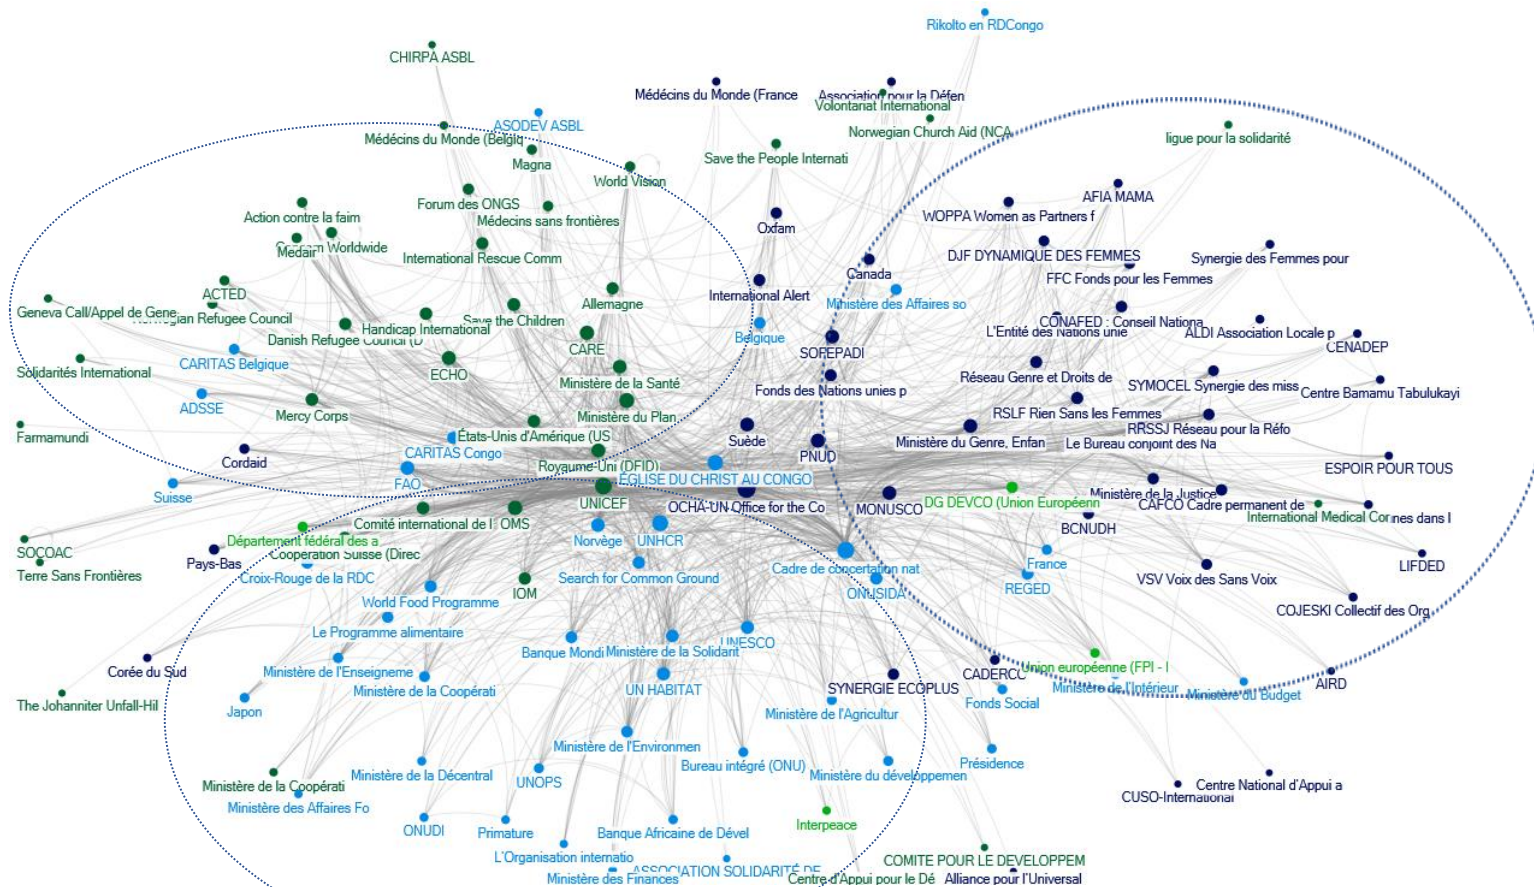 Rikolto en RDCongo
CHIRPA ASBL
Médécins du Monde (France
Association pour la Défen
Volontariat International
ASODEV ASBL
Norwegian Church Aid (NCA
Médécins du Monde (Belgiq
ligue pour la solidarité
Magna
Save the People Internati
World Vision
AFIA MAMA
Forum des ONGS
Action contre la faim
Médecins sans frontières
WOPPA Women as Partners f
Oxfam
Worldwide
Medair
International Rescue Comm
DJF DYNAMIQUE DES FEMMES
Synergie des Femmes pour
Canada
FFC Fonds pour les Femmes
ACTED
International Alert
Allemagne
Ministère des Affaires so
Geneva Call/Appel de Gene
Refugee Council
Save the Children
CONAFED : Conseil Nationa
Handicap International
L'Entité des Nations unie
ALDI Association Locale p
Danish Refugee Council (D
Belgique
CENADEP
CARE
SOFEPADI
CARITAS Belgique
Solidarités International
ECHO
Réseau Genre et Droits de
Ministère de la Santé
SYMOCEL Synergie des miss
Fonds des Nations unies p
Centre Bamamu Tabulukayi
ADSSE
Mercy Corps
Ministère du Plan
RSLF Rien Sans les Femmes
RRSSJ Réseau pour la Réfo
Farmamundi
États-Unis d'Amérique (US
Suède
Ministère du Genre, Enfan
Le Bureau conjoint des Na
CARITAS Congo
PNUD
Cordaid
Royaume-Uni (DFID)
ESPOIR POUR TOUS
FAO
ÉGLISE DU CHRIST AU CONGO
Suisse
UNICEF
OCHA-UN Office for the Co
MONUSCO
DG DEVCO (Union Européenn
Ministère de la Justice
CAFCO Cadre permanent de
Comité international de l
OMS
International Medical Cor
nes dans l
BCNUDH
Norvège
UNHCR
Département fédéral des a
SOCOAC
Coopération Suisse (Direc
Pays-Bas
Cadre de concertation nat
France
LIFDED
Terre Sans Frontières
Croix-Rouge de la RDC
Search for Common Ground
VSV Voix des Sans Voix
ONUSIDA
REGED
IOM
World Food Programme
COJESKI Collectif des Org
Le Programme alimentaire
UNESCO
Banque Mondi
Ministère de la Solidarit
Corée du Sud
Ministère de l'Enseigneme
Union européenne (FPI - I
CADERCO
Ministère de la Coopérati
UN HABITAT
SYNERGIE ECOPLUS
Ministère de l'Intérieur
Ministère du Budget
AIRD
The Johanniter Unfall-Hil
Japon
Fonds Social
Ministère de l'Agricultur
Ministère de l'Environmen
Présidence
Bureau intégré (ONU)
Ministère de la Décentral
Ministère du développemen
UNOPS
Ministère de la Coopérati
Centre National d'Appui a
CUSO-International
Ministère des Affaires Fo
Interpeace
ONUDI
Primature
Banque Africaine de Dével
L'Organisation internatio
COMITE POUR LE DEVELOPPEM
ASSOCIATION SOLIDARITÉ DE
Ministère des Finances
Centre d'Appui pour le Dé
Alliance pour l'Universal